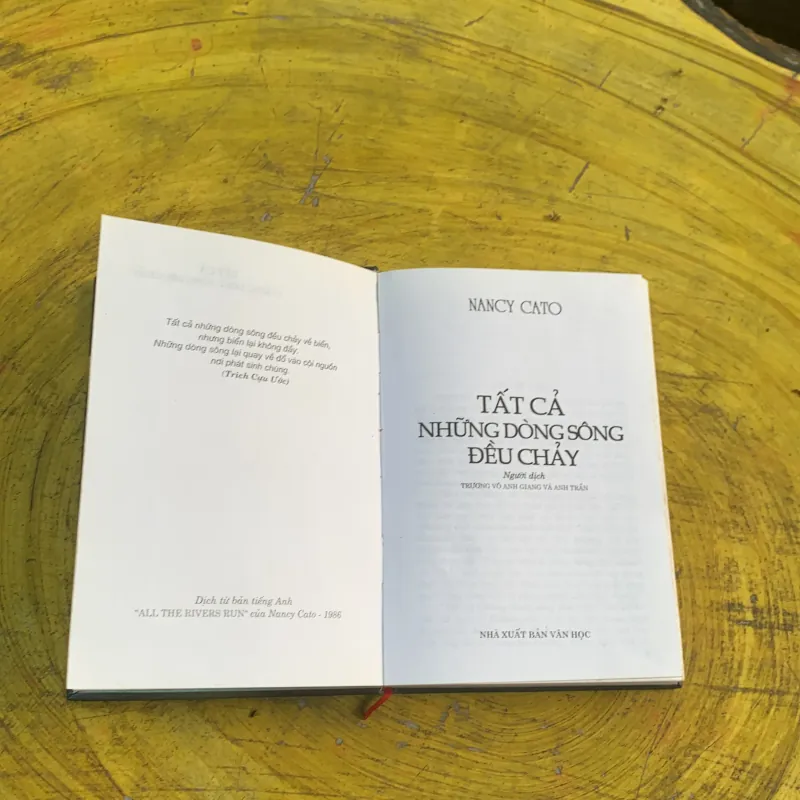 Tất cả những dòng sông đều chảy về biển,
nhưng biển lại không đầy.
Những dòng sông lại quay về đổ vào cội nguồn
nơi phát sinh chúng.
(Trích Cựu Ước)
Dịch từ bản tiếng Anh
"ALL THE RIVERS RUN" của Nancy Cato - 1986
NANCY CATO
TẤT CẢ
NHỮNG DÒNG SÔNG
ĐỀU CHẢY
Người dịch
TRƯƠNG VÕ ANH GIANG VÀ ANH TRẦN
NHÀ XUẤT BẢN VĂN HỌC